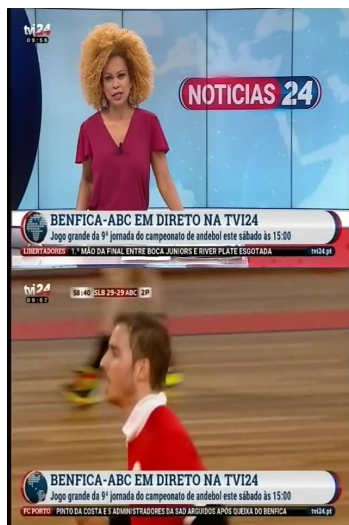 tvi24
09:56
NOTICIAS 24
BENFICA-ABC EM DIRETO NA TVI24
Jogo grande da 9ª jornada do campeonato de andebol este sábado às 15:00
LIBERTADORES 1.ª MÃO DA FINAL ENTRE BOCA JUNIORS E RIVER PLATE ESGOTADA tvi24.pt
tvi24
09:57
58:40 SLB 29-29 ABC 2P
BENFICA-ABC EM DIRETO NA TVI24
Jogo grande da 9ª jornada do campeonato de andebol este sábado às 15:00
FC PORTO PINTO DA COSTA E 5 ADMINISTRADORES DA SAD ARGUIDOS APÓS QUEIXA DO BENFICA tvi24.pt